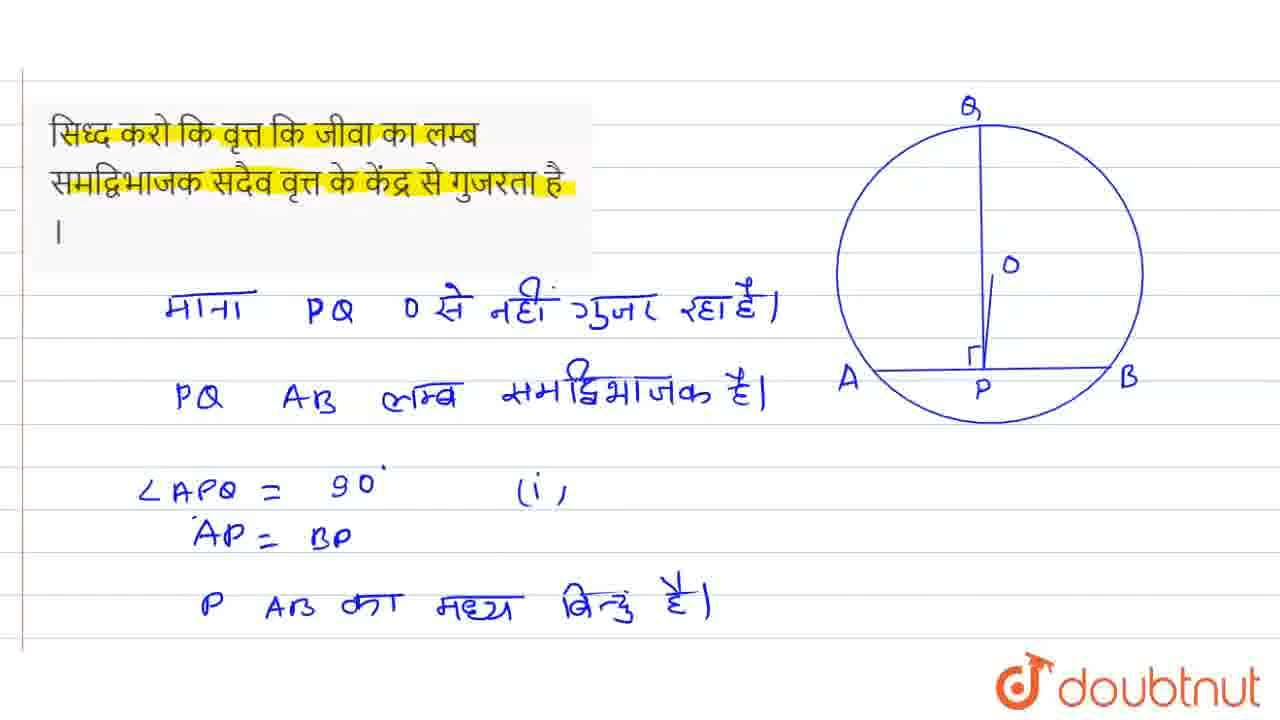 सिध्द करो कि वृत्त कि जीवा का लम्ब
समद्विभाजक सदैव वृत्त के केंद्र से गुजरता है
।
माना PQ O से नहीं गुजर रहा है।
PQ AB लम्ब समद्विभाजक है।
∠APQ = 90° (i)
AP = BP
P AB का मध्य बिन्दुं है।
Q
O
A
P
B
doubtnut